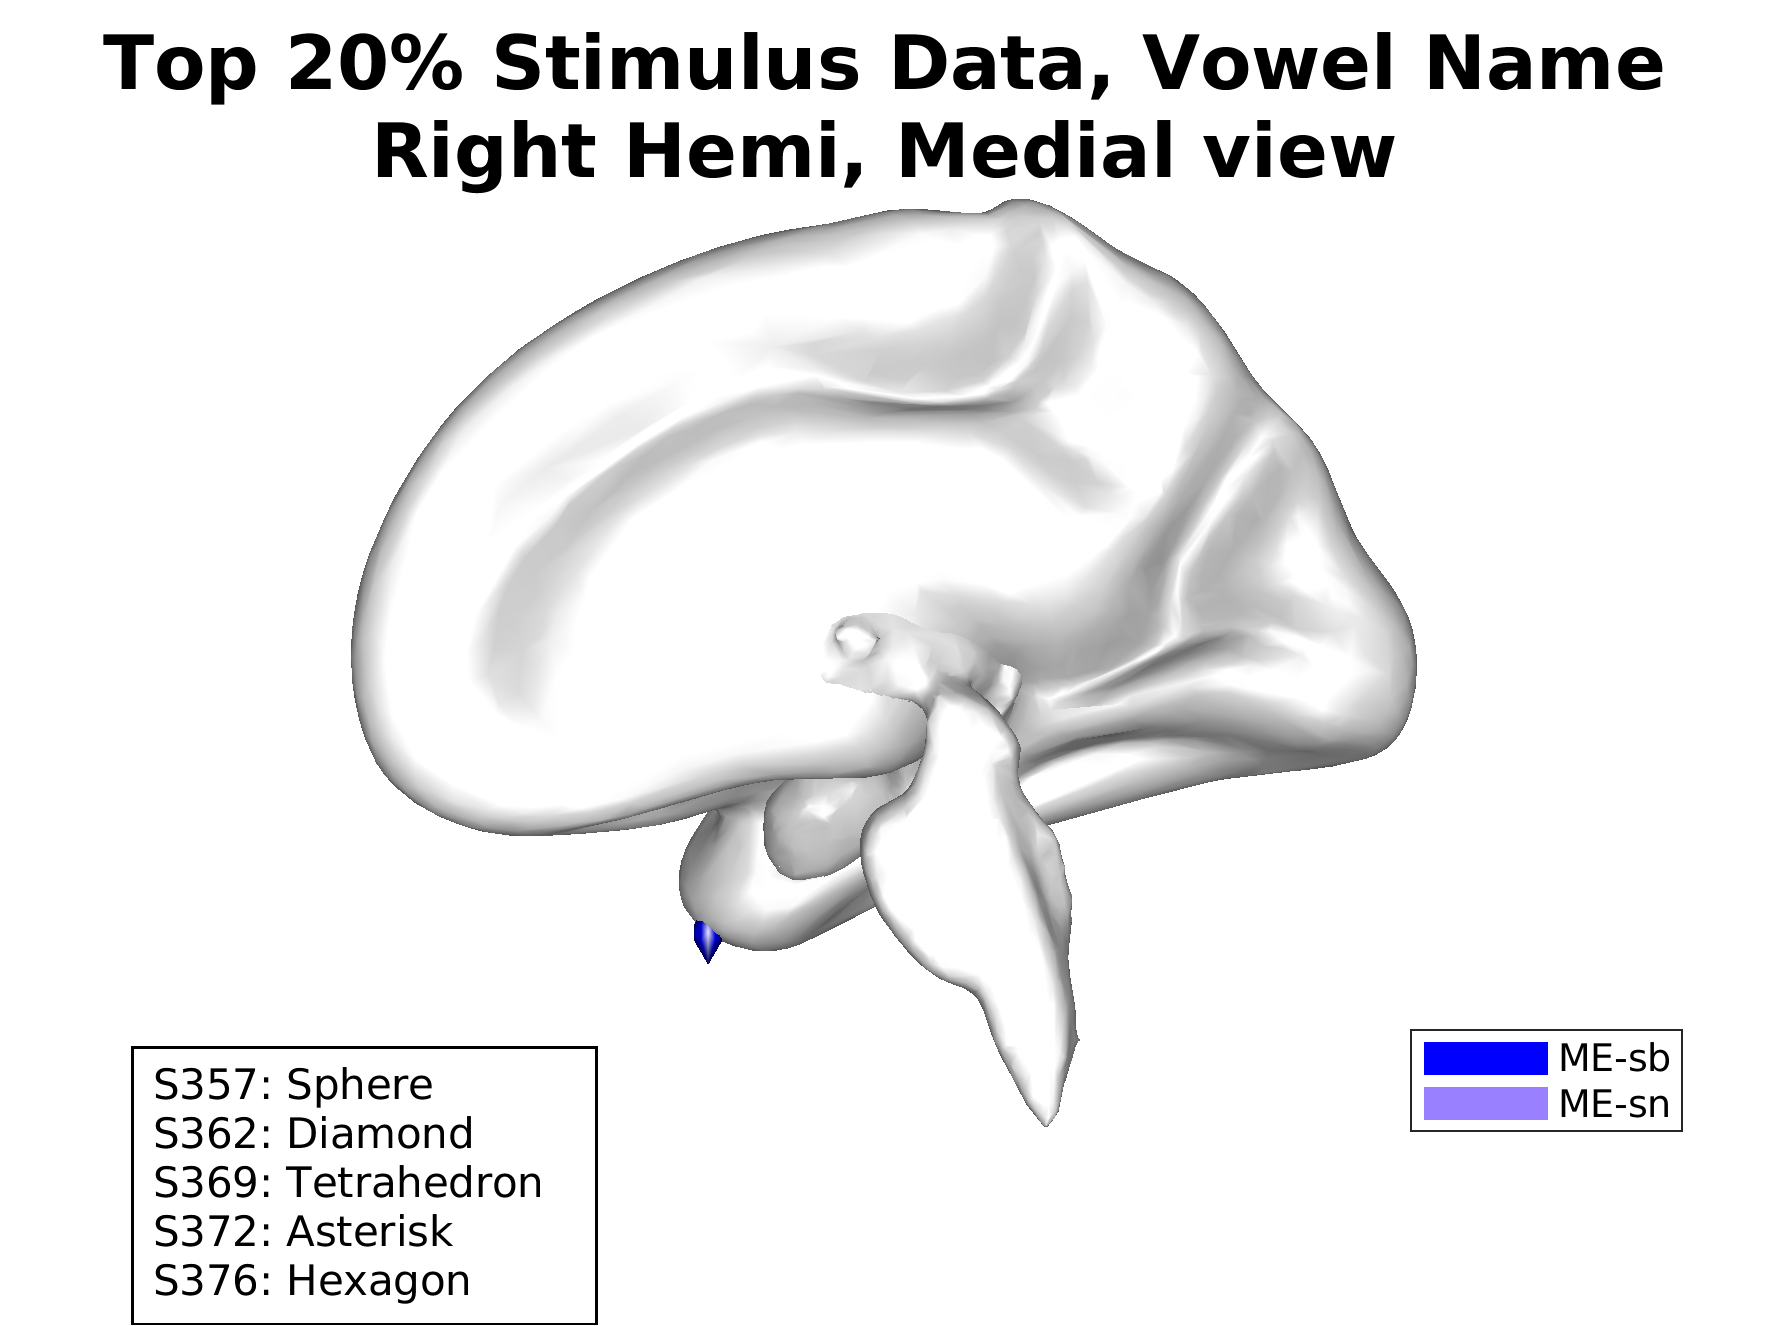 Top 20% Stimulus Data, Vowel Name
Right Hemi, Medial view
S357: Sphere
S362: Diamond
S369: Tetrahedron
S372: Asterisk
S376: Hexagon
ME-sb
ME-sn